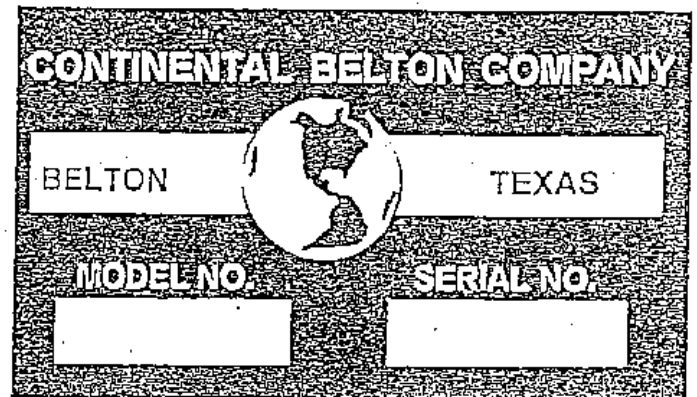 CONTINENTAL BELTON COMPANY
BELTON TEXAS
MODEL NO. SERIAL NO.